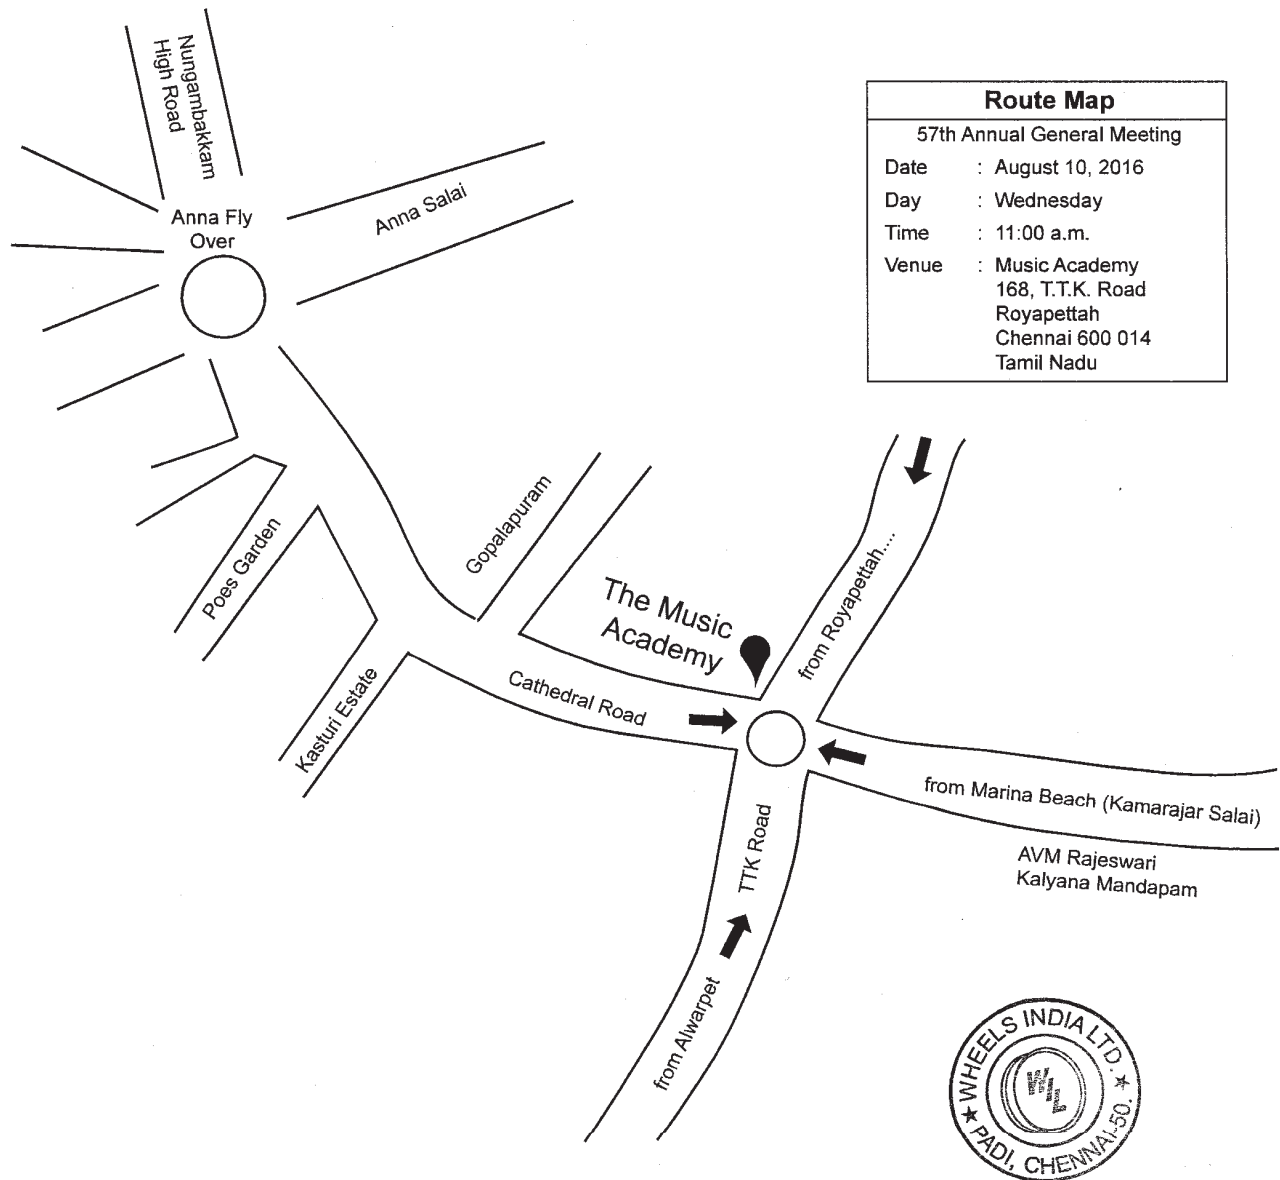 Nungambakkam
High Road
Anna Fly
Over
Anna Salai
Route Map
57th Annual General Meeting
Date : August 10, 2016
Day : Wednesday
Time : 11:00 a.m.
Venue : Music Academy
168, T.T.K. Road
Royapettah
Chennai 600 014
Tamil Nadu
Poes Garden
Gopalapuram
Kasturi Estate
The Music
Academy
Cathedral Road
from Royapettah.....
from Marina Beach (Kamarajar Salai)
AVM Rajeswari
Kalyana Mandapam
TTK Road
from Alwarpet
★ WHEELS INDIA LTD. ★
PADI, CHENNAI-50.
WIL